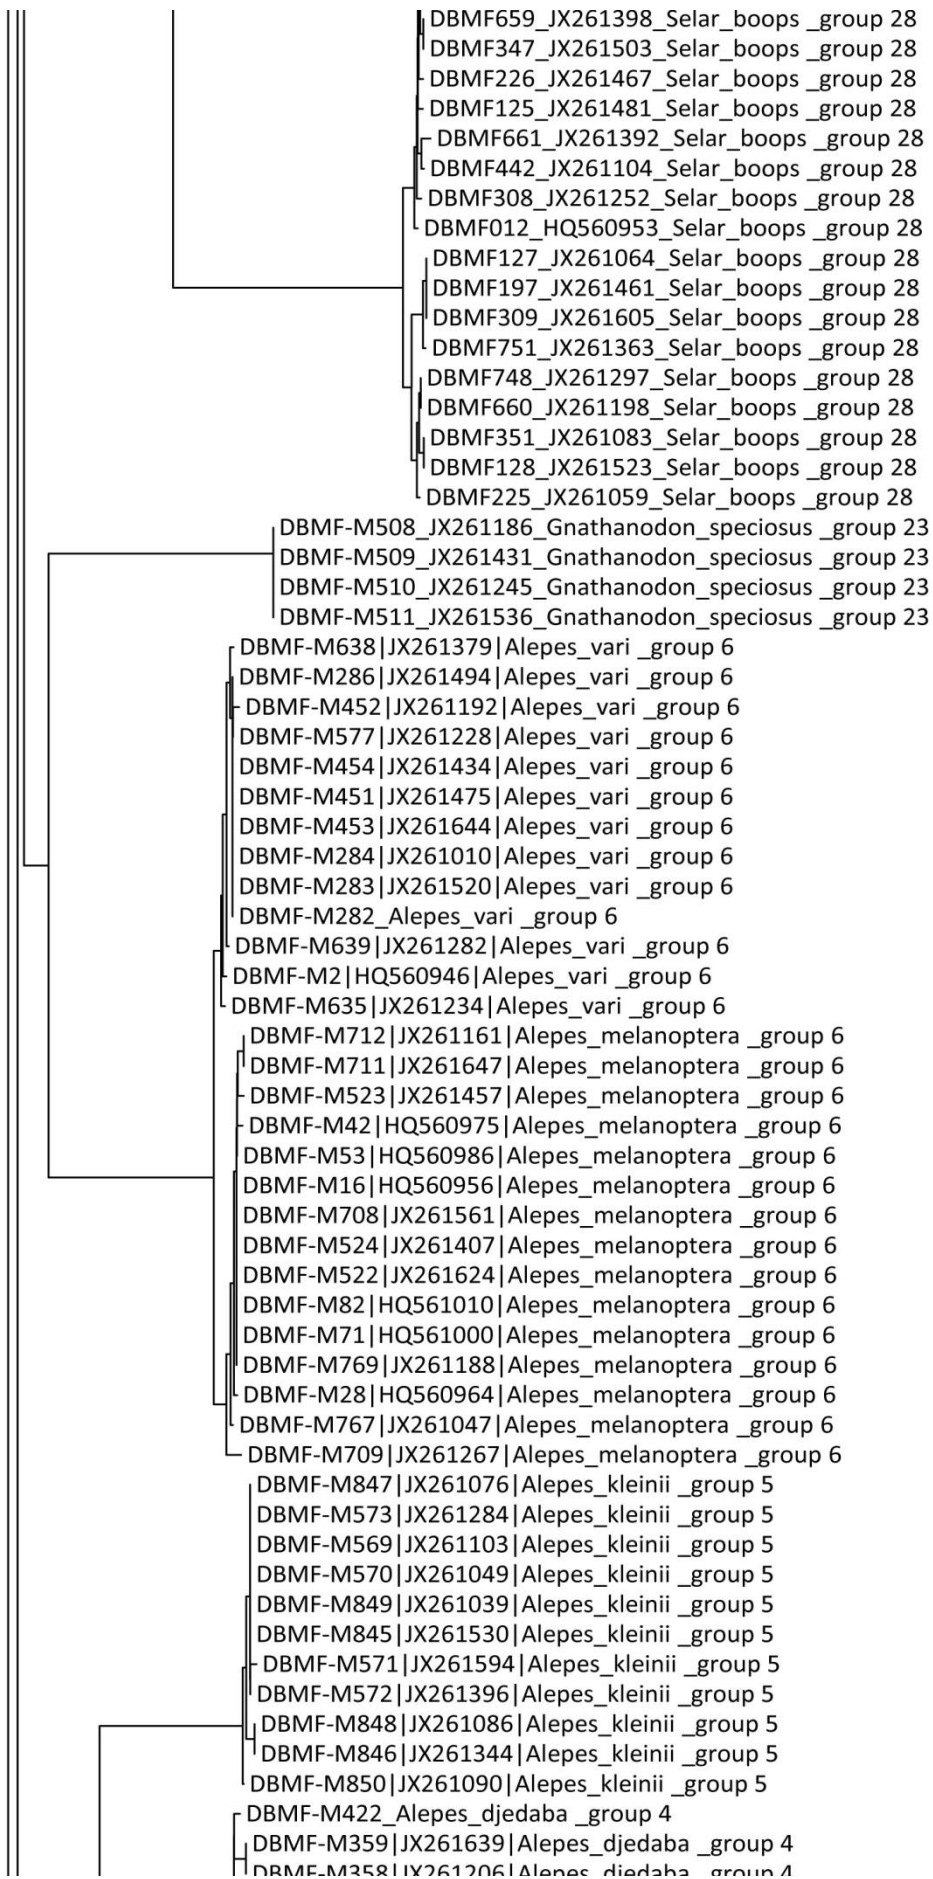 DBMF659_JX261398_Selar_boops _group 28
DBMF347_JX261503_Selar_boops _group 28
DBMF226_JX261467_Selar_boops _group 28
DBMF125_JX261481_Selar_boops _group 28
DBMF661_JX261392_Selar_boops _group 28
DBMF442_JX261104_Selar_boops _group 28
DBMF308_JX261252_Selar_boops _group 28
DBMF012_HQ560953_Selar_boops _group 28
DBMF127_JX261064_Selar_boops _group 28
DBMF197_JX261461_Selar_boops _group 28
DBMF309_JX261605_Selar_boops _group 28
DBMF751_JX261363_Selar_boops _group 28
DBMF748_JX261297_Selar_boops _group 28
DBMF660_JX261198_Selar_boops _group 28
DBMF351_JX261083_Selar_boops _group 28
DBMF128_JX261523_Selar_boops _group 28
DBMF225_JX261059_Selar_boops _group 28
DBMF-M508_JX261186_Gnathanodon_speciosus _group 23
DBMF-M509_JX261431_Gnathanodon_speciosus _group 23
DBMF-M510_JX261245_Gnathanodon_speciosus _group 23
DBMF-M511_JX261536_Gnathanodon_speciosus _group 23
DBMF-M638|JX261379|Alepes_vari _group 6
DBMF-M286|JX261494|Alepes_vari _group 6
DBMF-M452|JX261192|Alepes_vari _group 6
DBMF-M577|JX261228|Alepes_vari _group 6
DBMF-M454|JX261434|Alepes_vari _group 6
DBMF-M451|JX261475|Alepes_vari _group 6
DBMF-M453|JX261644|Alepes_vari _group 6
DBMF-M284|JX261010|Alepes_vari _group 6
DBMF-M283|JX261520|Alepes_vari _group 6
DBMF-M282_Alepes_vari _group 6
DBMF-M639|JX261282|Alepes_vari _group 6
DBMF-M2|HQ560946|Alepes_vari _group 6
DBMF-M635|JX261234|Alepes_vari _group 6
DBMF-M712|JX261161|Alepes_melanoptera _group 6
DBMF-M711|JX261647|Alepes_melanoptera _group 6
DBMF-M523|JX261457|Alepes_melanoptera _group 6
DBMF-M42|HQ560975|Alepes_melanoptera _group 6
DBMF-M53|HQ560986|Alepes_melanoptera _group 6
DBMF-M16|HQ560956|Alepes_melanoptera _group 6
DBMF-M708|JX261561|Alepes_melanoptera _group 6
DBMF-M524|JX261407|Alepes_melanoptera _group 6
DBMF-M522|JX261624|Alepes_melanoptera _group 6
DBMF-M82|HQ561010|Alepes_melanoptera _group 6
DBMF-M71|HQ561000|Alepes_melanoptera _group 6
DBMF-M769|JX261188|Alepes_melanoptera _group 6
DBMF-M28|HQ560964|Alepes_melanoptera _group 6
DBMF-M767|JX261047|Alepes_melanoptera _group 6
DBMF-M709|JX261267|Alepes_melanoptera _group 6
DBMF-M847|JX261076|Alepes_kleinii _group 5
DBMF-M573|JX261284|Alepes_kleinii _group 5
DBMF-M569|JX261103|Alepes_kleinii _group 5
DBMF-M570|JX261049|Alepes_kleinii _group 5
DBMF-M849|JX261039|Alepes_kleinii _group 5
DBMF-M845|JX261530|Alepes_kleinii _group 5
DBMF-M571|JX261594|Alepes_kleinii _group 5
DBMF-M572|JX261396|Alepes_kleinii _group 5
DBMF-M848|JX261086|Alepes_kleinii _group 5
DBMF-M846|JX261344|Alepes_kleinii _group 5
DBMF-M850|JX261090|Alepes_kleinii _group 5
DBMF-M422_Alepes_djedaba _group 4
DBMF-M359|JX261639|Alepes_djedaba _group 4
DBMF-M358|JX261206|Alepes_djedaba _group 4